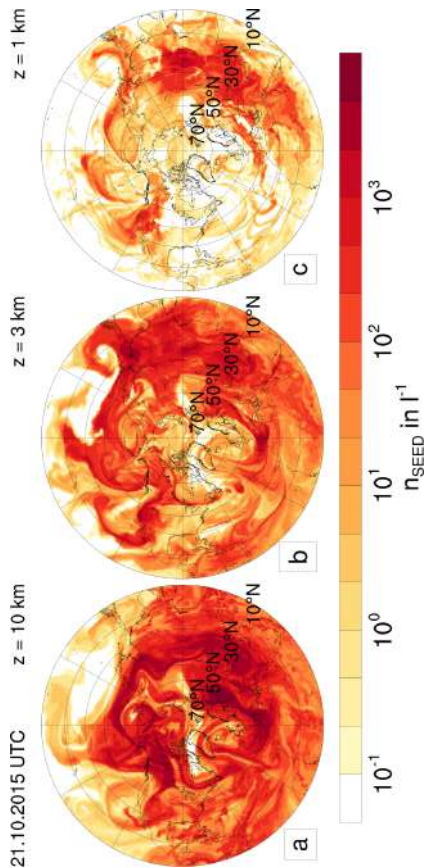 21.10.2015 UTC
z = 10 km
z = 3 km
z = 1 km
70°N
50°N
30°N
10°N
a
70°N
50°N
30°N
10°N
b
70°N
50°N
30°N
10°N
c
10⁻¹ 10⁰ 10¹ 10² 10³
n_SEED in l⁻¹